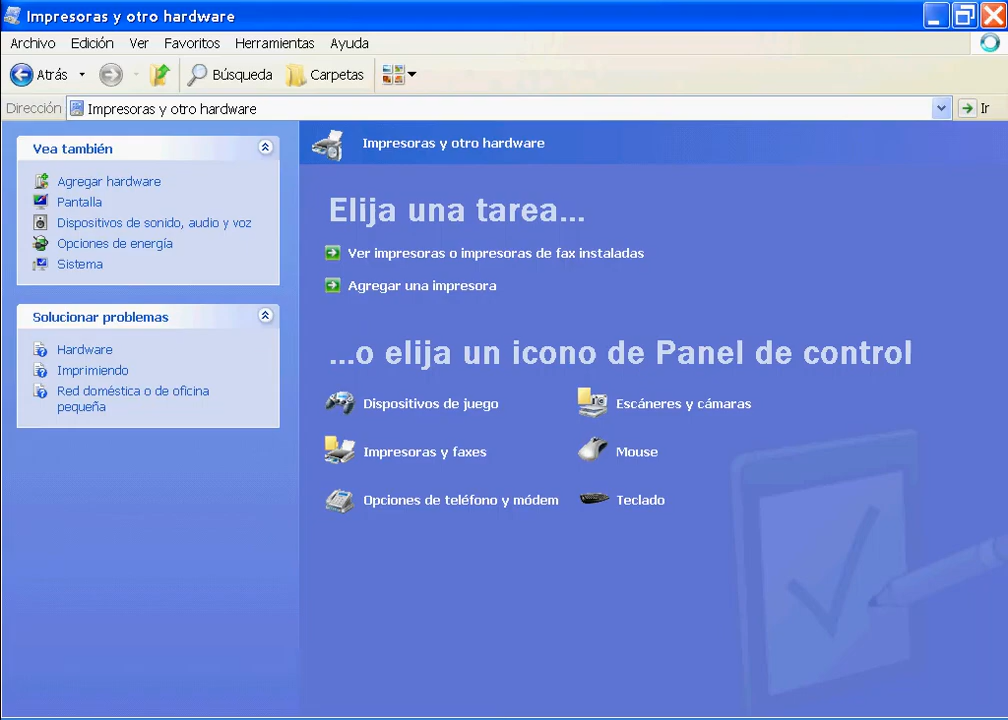 Impresoras y otro hardware
Archivo Edición Ver Favoritos Herramientas Ayuda
Atrás Búsqueda Carpetas
Dirección Impresoras y otro hardware Ir
Vea también
Agregar hardware
Pantalla
Dispositivos de sonido, audio y voz
Opciones de energía
Sistema
Solucionar problemas
Hardware
Imprimiendo
Red doméstica o de oficina
pequeña
Impresoras y otro hardware
Elija una tarea...
Ver impresoras o impresoras de fax instaladas
Agregar una impresora
...o elija un icono de Panel de control
Dispositivos de juego Escáneres y cámaras
Impresoras y faxes Mouse
Opciones de teléfono y módem Teclado